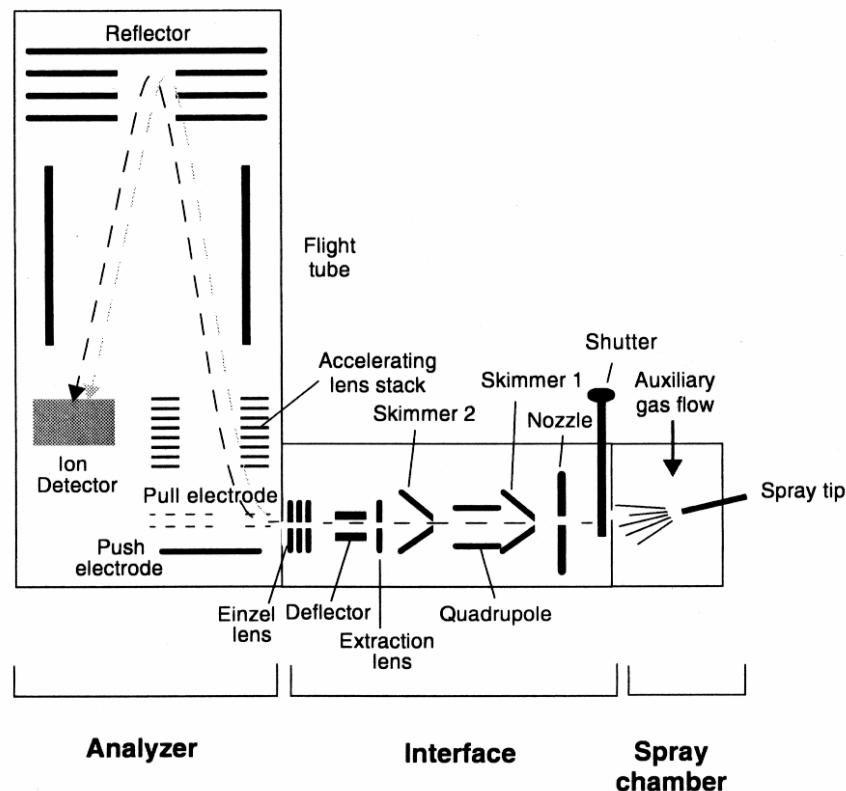 Reflector
Flight
tube
Shutter
Accelerating
lens stack
Skimmer 1
Auxiliary
gas flow
Skimmer 2
Nozzle
Ion
Detector
Pull electrode
Spray tip
Push
electrode
Einzel
lens
Deflector
Extraction
lens
Quadrupole
Analyzer
Interface
Spray
chamber